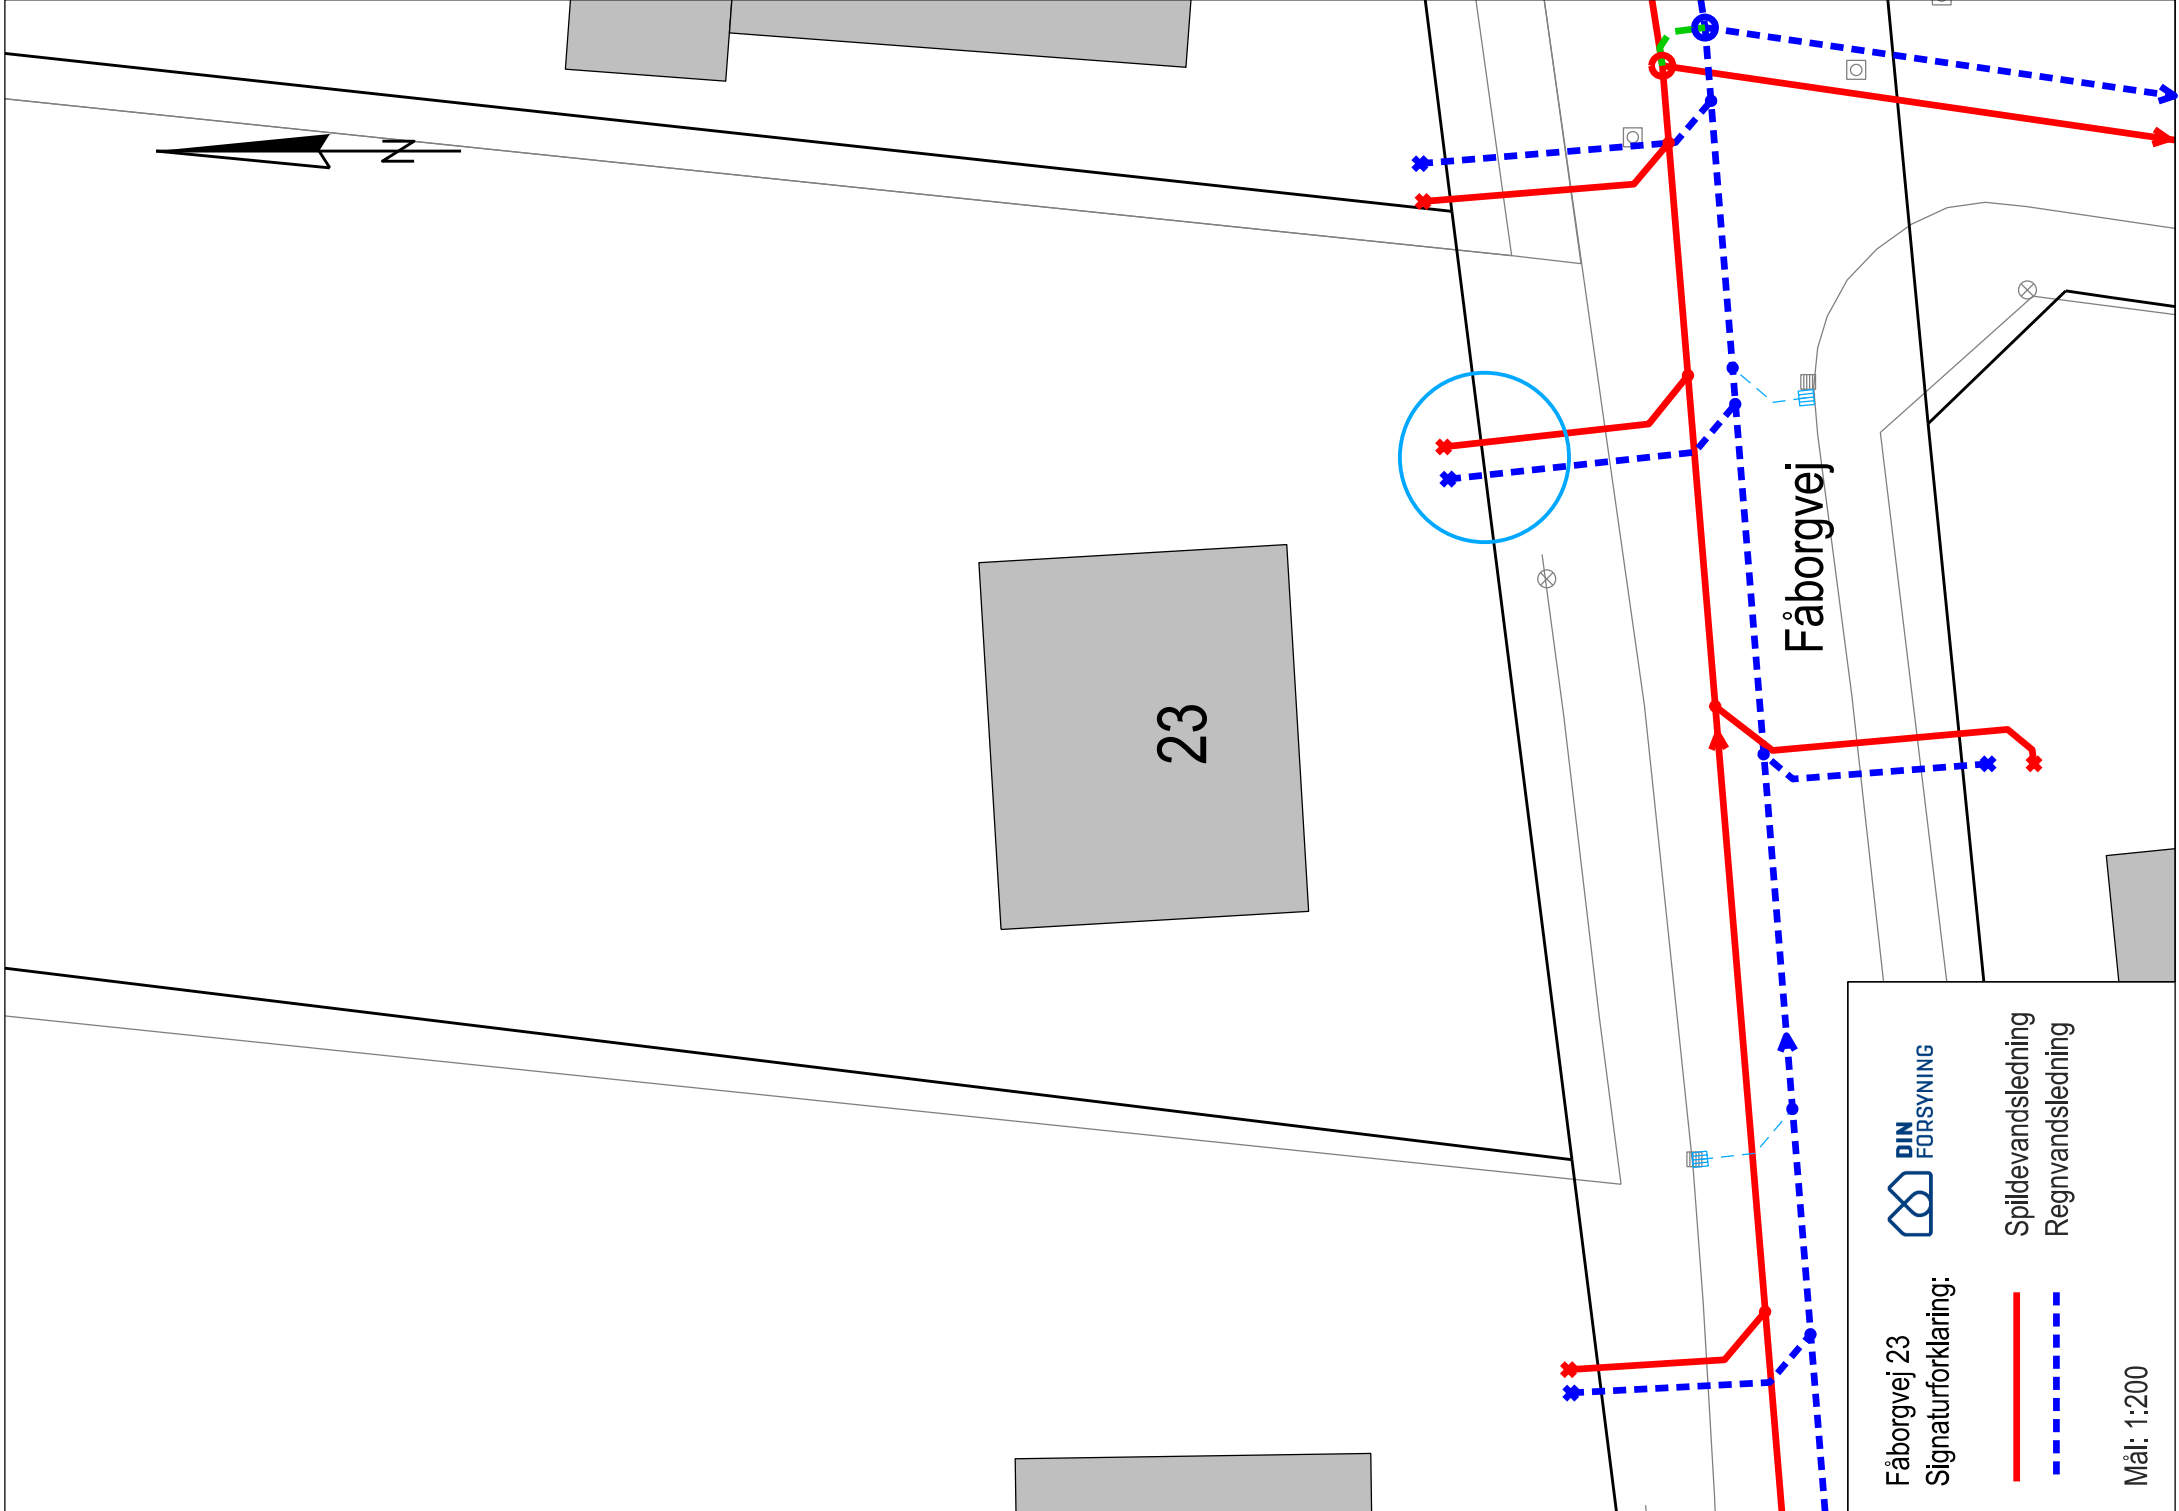 N
23
Fåborgvej
Fåborgvej 23
Signaturforklaring:
DIN
FORSYNING
Spildevandsledning
Regnvandsledning
Mål: 1:200